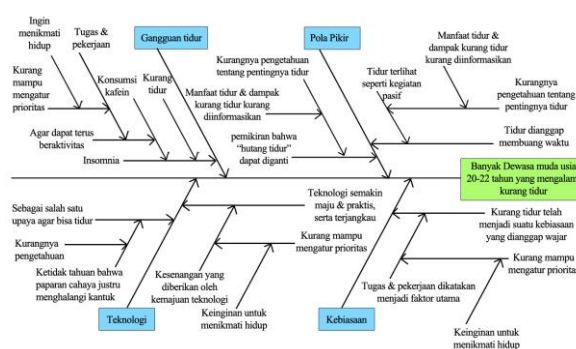 Ingin
menikmati
hidup
Tugas &
pekerjaan
Gangguan tidur
Kurang
mampu
mengatur
prioritas
Konsumsi
kafein
Kurang
tidur
Agar dapat terus
beraktivitas
Insomnia
Pola Pikir
Kurangnya pengetahuan
tentang pentingnya tidur
Manfaat tidur & dampak
kurang tidur kurang
diinformasikan
pemikiran bahwa
"hutang tidur"
dapat diganti
Tidur terlihat
seperti kegiatan
pasif
Manfaat tidur &
dampak kurang tidur
kurang diinformasikan
Kurangnya
pengetahuan tentang
pentingnya tidur
Tidur dianggap
membuang waktu
Banyak Dewasa muda usia
20-22 tahun yang mengalam
kurang tidur
Sebagai salah satu
upaya agar bisa tidur
Kurangnya
pengetahuan
Ketidak tahuan bahwa
paparan cahaya justru
menghalangi kantuk
Teknologi
Teknologi semakin
maju & praktis,
serta terjangkau
Kurang mampu
mengatur prioritas
Kesenangan yang
diberikan oleh
kemajuan teknologi
Keinginan untuk
menikmati hidup
Kurang tidur telah
menjadi suatu kebiasaan
yang dianggap wajar
Kurang mampu
mengatur prioritas
Tugas & pekerjaan dikatakan
menjadi faktor utama
Kebiasaan
Keinginan untuk
menikmati hidup